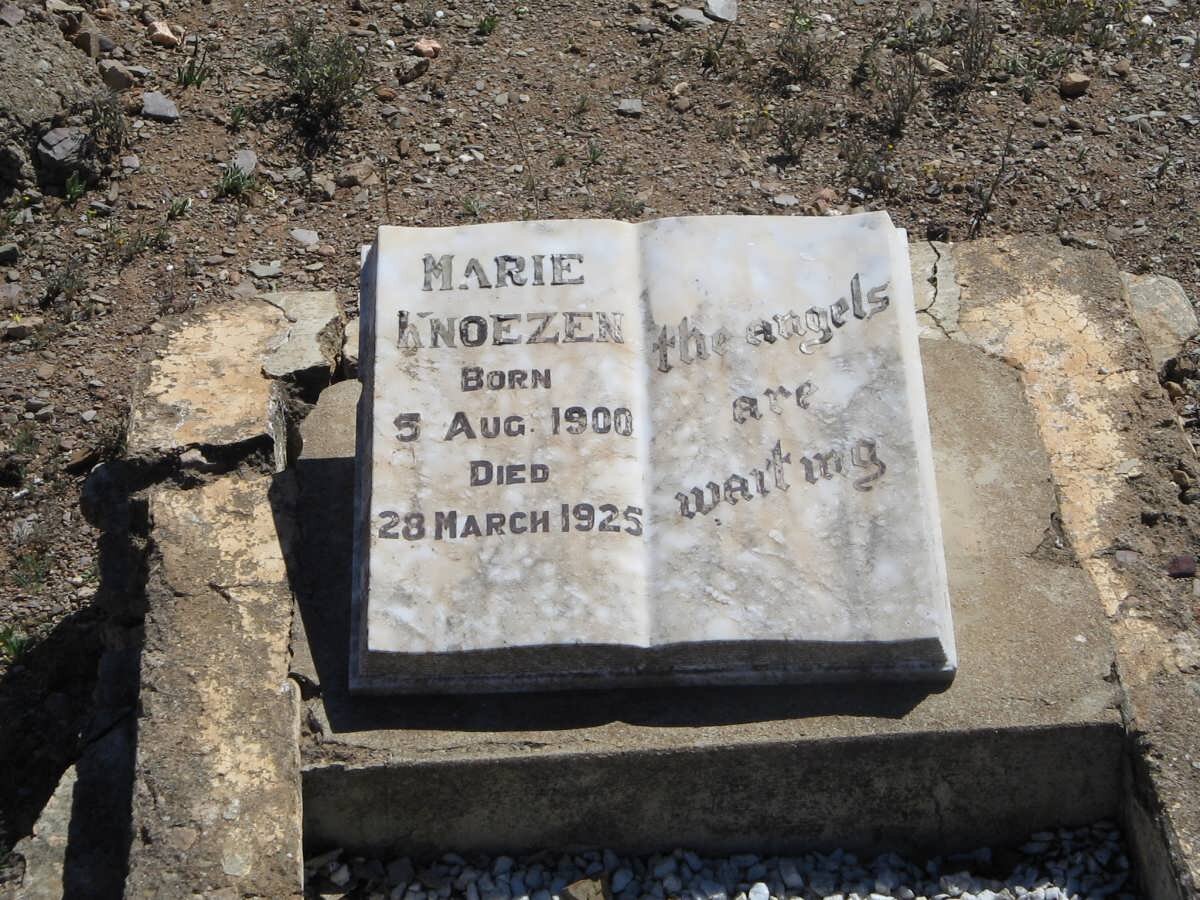 MARIE
KNOEZEN
BORN
5 AUG. 1900
DIED
28 MARCH 1925
the angels
are
waiting